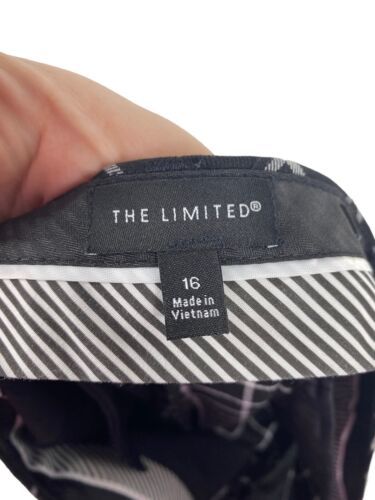 THE LIMITED®
16
Made in
Vietnam